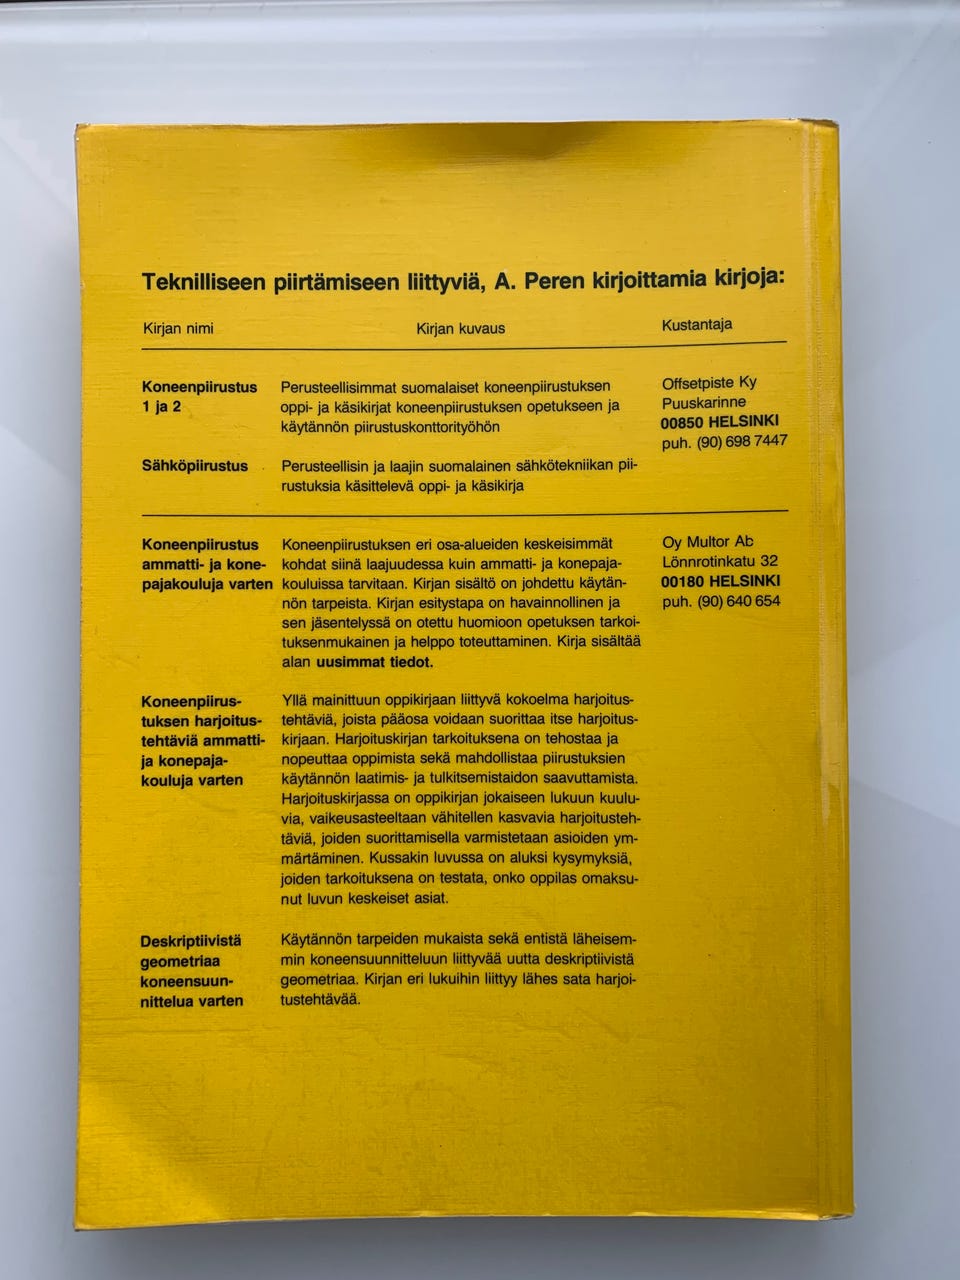 Teknilliseen piirtämiseen liittyviä, A. Peren kirjoittamia kirjoja:
Kirjan nimi Kirjan kuvaus Kustantaja
Koneenpiirustus
1 ja 2
Perusteellisimmat suomalaiset koneenpiirustuksen
oppi- ja käsikirjat koneenpiirustuksen opetukseen ja
käytännön piirustuskonttorityöhön
Offsetpiste Ky
Puuskarinne
00850 HELSINKI
puh. (90) 698 7447
Sähköpiirustus
Perusteellisin ja laajin suomalainen sähkötekniikan pii-
rustuksia käsittelevä oppi- ja käsikirja
Koneenpiirustus
ammatti- ja kone-
pajakouluja varten
Koneenpiirustuksen eri osa-alueiden keskeisimmät
kohdat siinä laajuudessa kuin ammatti- ja konepaja-
kouluissa tarvitaan. Kirjan sisältö on johdettu käytän-
nön tarpeista. Kirjan esitystapa on havainnollinen ja
sen jäsentelyssä on otettu huomioon opetuksen tarkoi-
tuksenmukainen ja helppo toteuttaminen. Kirja sisältää
alan uusimmat tiedot.
Oy Multor Ab
Lönnrotinkatu 32
00180 HELSINKI
puh. (90) 640 654
Koneenpiirus-
tuksen harjoitus-
tehtäviä ammatti-
ja konepaja-
kouluja varten
Yllä mainittuun oppikirjaan liittyvä kokoelma harjoitus-
tehtäviä, joista pääosa voidaan suorittaa itse harjoitus-
kirjaan. Harjoituskirjan tarkoituksena on tehostaa ja
nopeuttaa oppimista sekä mahdollistaa piirustuksien
käytännön laatimis- ja tulkitsemistaidon saavuttamista.
Harjoituskirjassa on oppikirjan jokaiseen lukuun kuulu-
via, vaikeusasteeltaan vähitellen kasvavia harjoitusteh-
täviä, joiden suorittamisella varmistetaan asioiden ym-
märtäminen. Kussakin luvussa on aluksi kysymyksiä,
joiden tarkoituksena on testata, onko oppilas omaksu-
nut luvun keskeiset asiat.
Deskriptiivistä
geometriaa
koneensuun-
nittelua varten
Käytännön tarpeiden mukaista sekä entistä läheisem-
min koneensuunnitteluun liittyvää uutta deskriptiivistä
geometriaa. Kirjan eri lukuihin liittyy lähes sata harjoi-
tustehtävää.